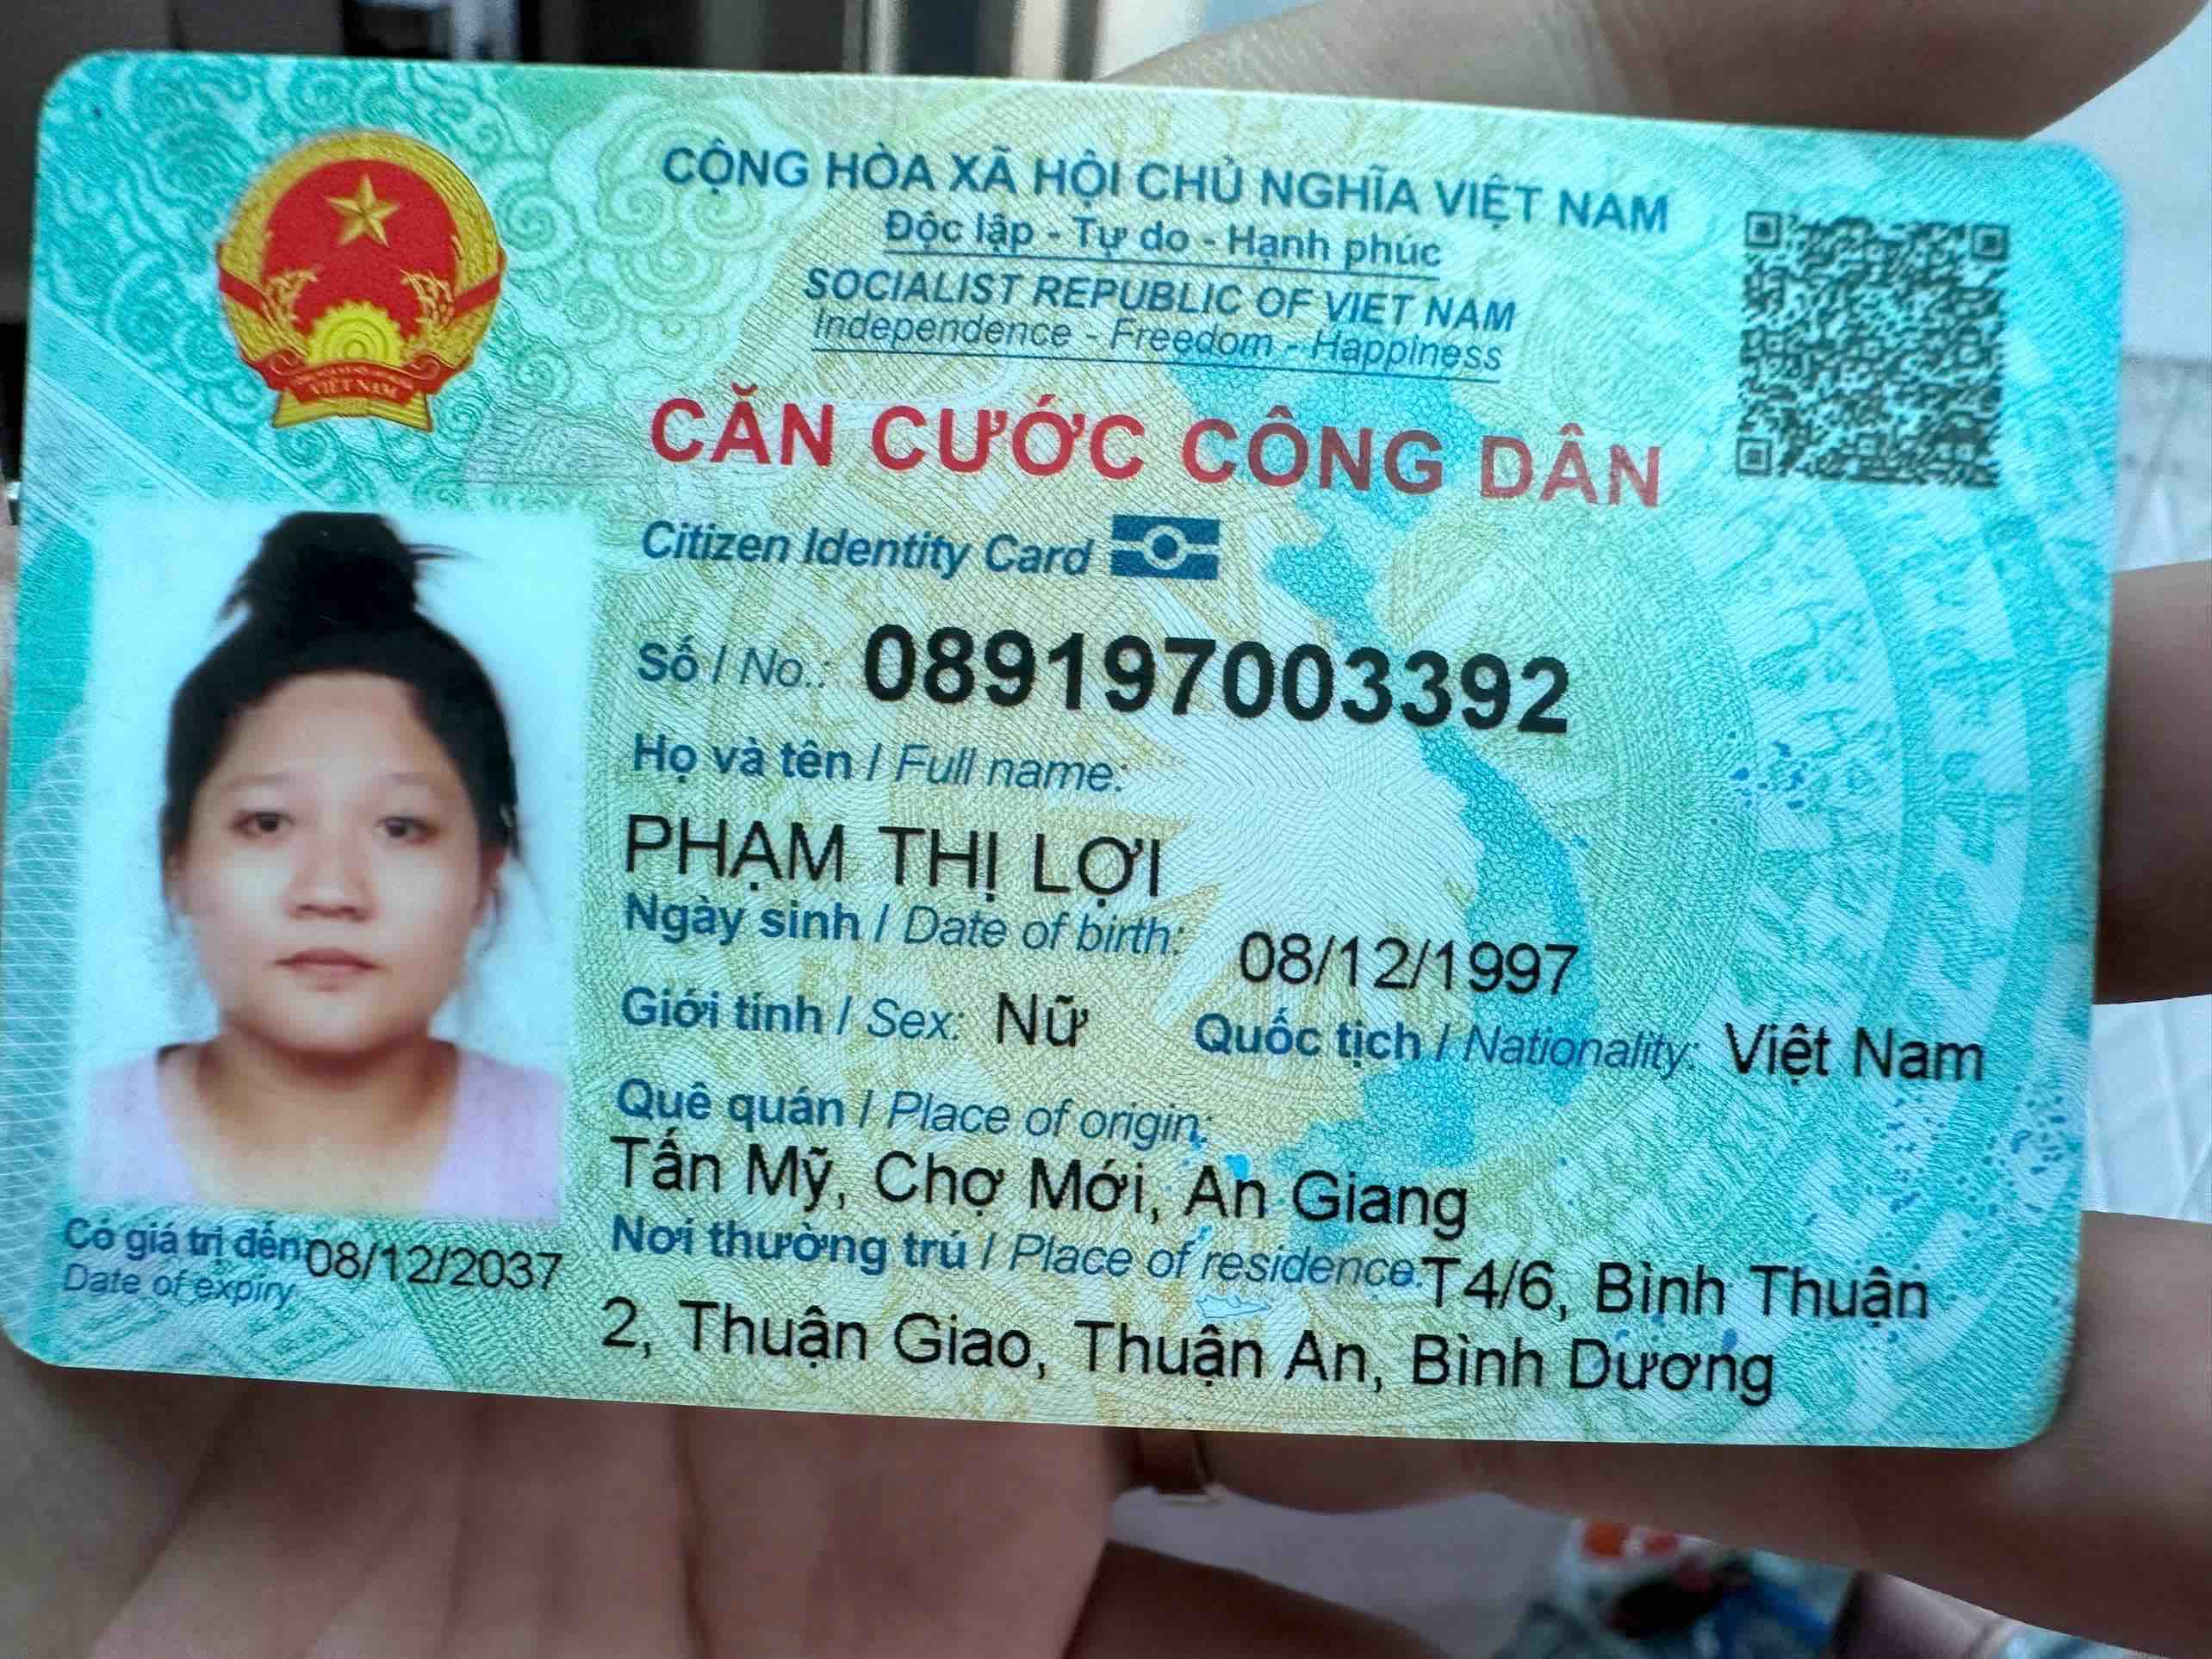 CỘNG HÒA XÃ HỘI CHỦ NGHĨA VIỆT NAM
Độc lập - Tự do - Hạnh phúc
SOCIALIST REPUBLIC OF VIET NAM
Independence - Freedom - Happiness
VIỆT NAM
CĂN CƯỚC CÔNG DÂN
Citizen Identity Card
Số / No.: 089197003392
Họ và tên / Full name:
PHẠM THỊ LỢI
Ngày sinh / Date of birth: 08/12/1997
Giới tính / Sex: Nữ Quốc tịch / Nationality: Việt Nam
Quê quán / Place of origin:
Tấn Mỹ, Chợ Mới, An Giang
Nơi thường trú / Place of residence: T4/6, Bình Thuận
2, Thuận Giao, Thuận An, Bình Dương
Có giá trị đến: 08/12/2037
Date of expiry